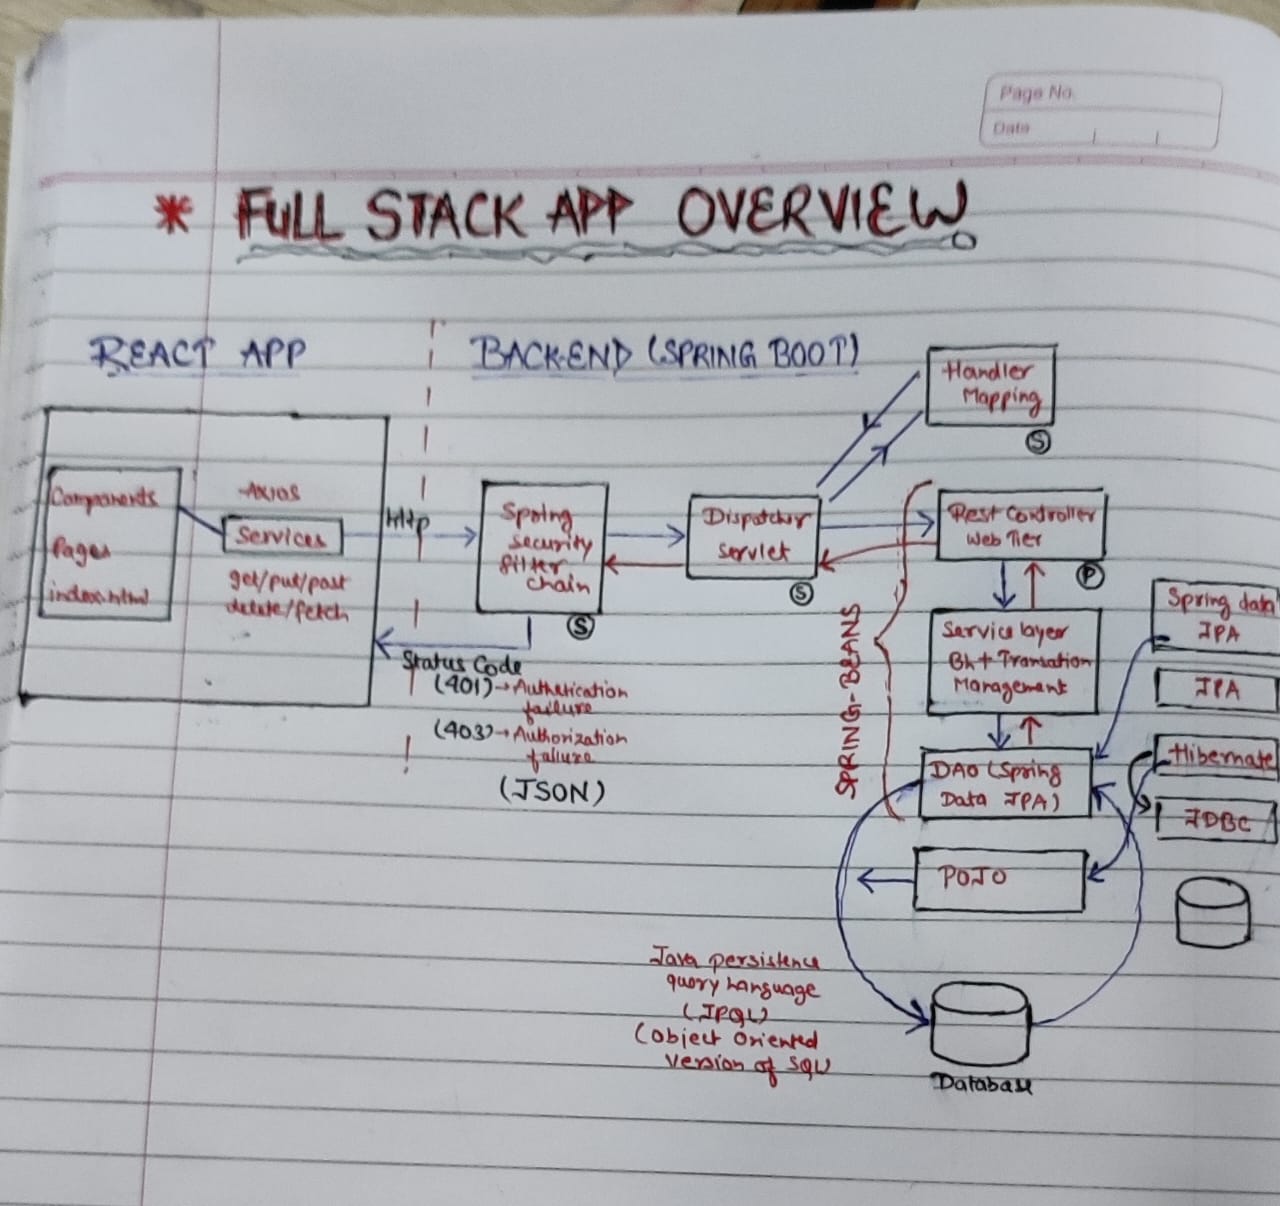 Page No.
Date
* FULL STACK APP OVERVIEW
REACT APP
BACK-END (SPRING BOOT)
Handler
Mapping
S
Components
Pages
index.html
-Axios
Services
get/put/post
delete/fetch
Http
Spring
security
filter
chain
S
Dispatcher
servlet
S
Rest Controller
Web Tier
P
Status Code
(401)→Authetication
failure
(403)→Authorization
failure
(JSON)
SPRING-BEANS
Service layer
BL + Transation
Management
DAO (Spring
Data JPA)
POJO
Spring data
JPA
JPA
Hibernate
JDBC
Java persistence
query language
(JPQL)
(Object Oriented
version of SQL)
Database